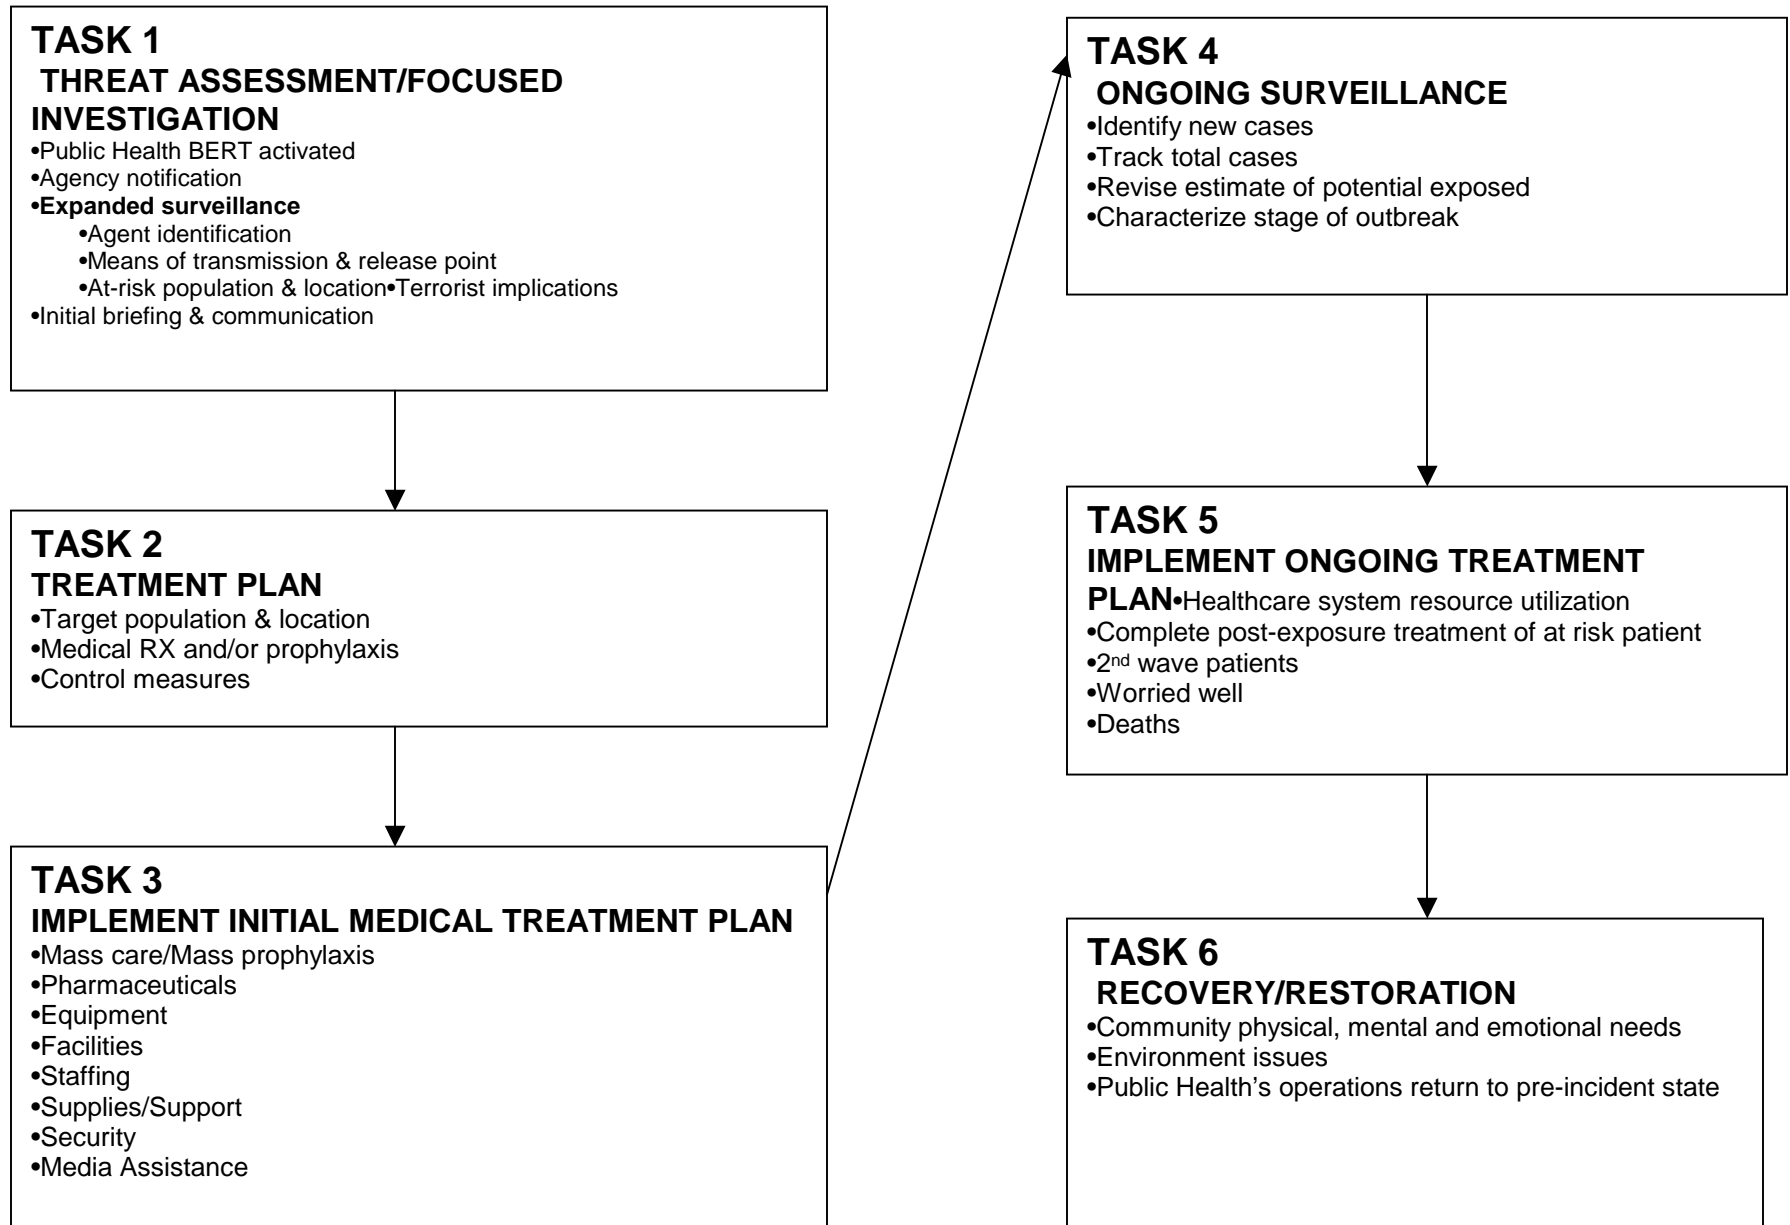 TASK 1
THREAT ASSESSMENT/FOCUSED
INVESTIGATION
•Public Health BERT activated
•Agency notification
•Expanded surveillance
•Agent identification
•Means of transmission & release point
•At-risk population & location•Terrorist implications
•Initial briefing & communication
TASK 2
TREATMENT PLAN
•Target population & location
•Medical RX and/or prophylaxis
•Control measures
TASK 3
IMPLEMENT INITIAL MEDICAL TREATMENT PLAN
•Mass care/Mass prophylaxis
•Pharmaceuticals
•Equipment
•Facilities
•Staffing
•Supplies/Support
•Security
•Media Assistance
TASK 4
ONGOING SURVEILLANCE
•Identify new cases
•Track total cases
•Revise estimate of potential exposed
•Characterize stage of outbreak
TASK 5
IMPLEMENT ONGOING TREATMENT
PLAN•Healthcare system resource utilization
•Complete post-exposure treatment of at risk patient
•2nd wave patients
•Worried well
•Deaths
TASK 6
RECOVERY/RESTORATION
•Community physical, mental and emotional needs
•Environment issues
•Public Health's operations return to pre-incident state